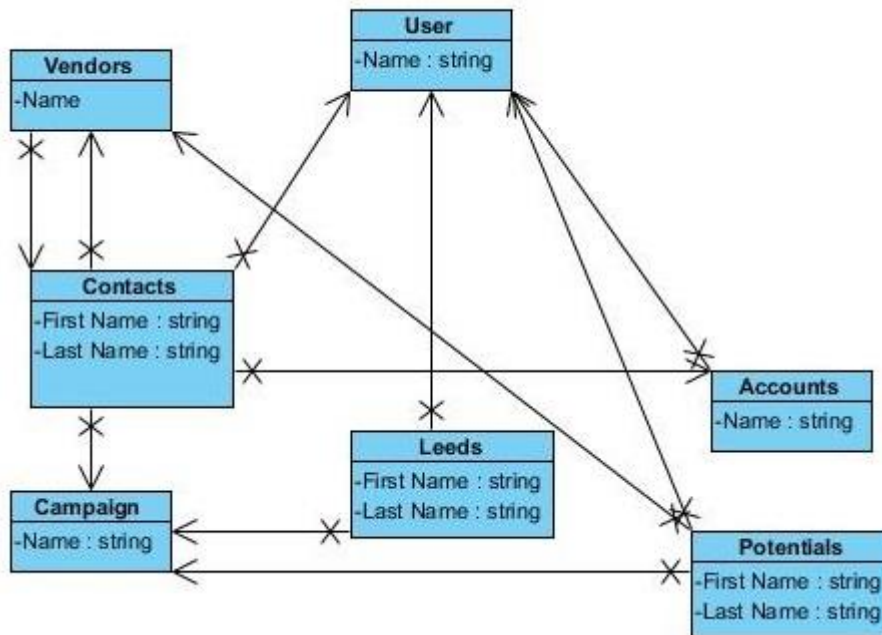 User
-Name : string
Vendors
-Name
Contacts
-First Name : string
-Last Name : string
Accounts
-Name : string
Leeds
-First Name : string
-Last Name : string
Campaign
-Name : string
Potentials
-First Name : string
-Last Name : string